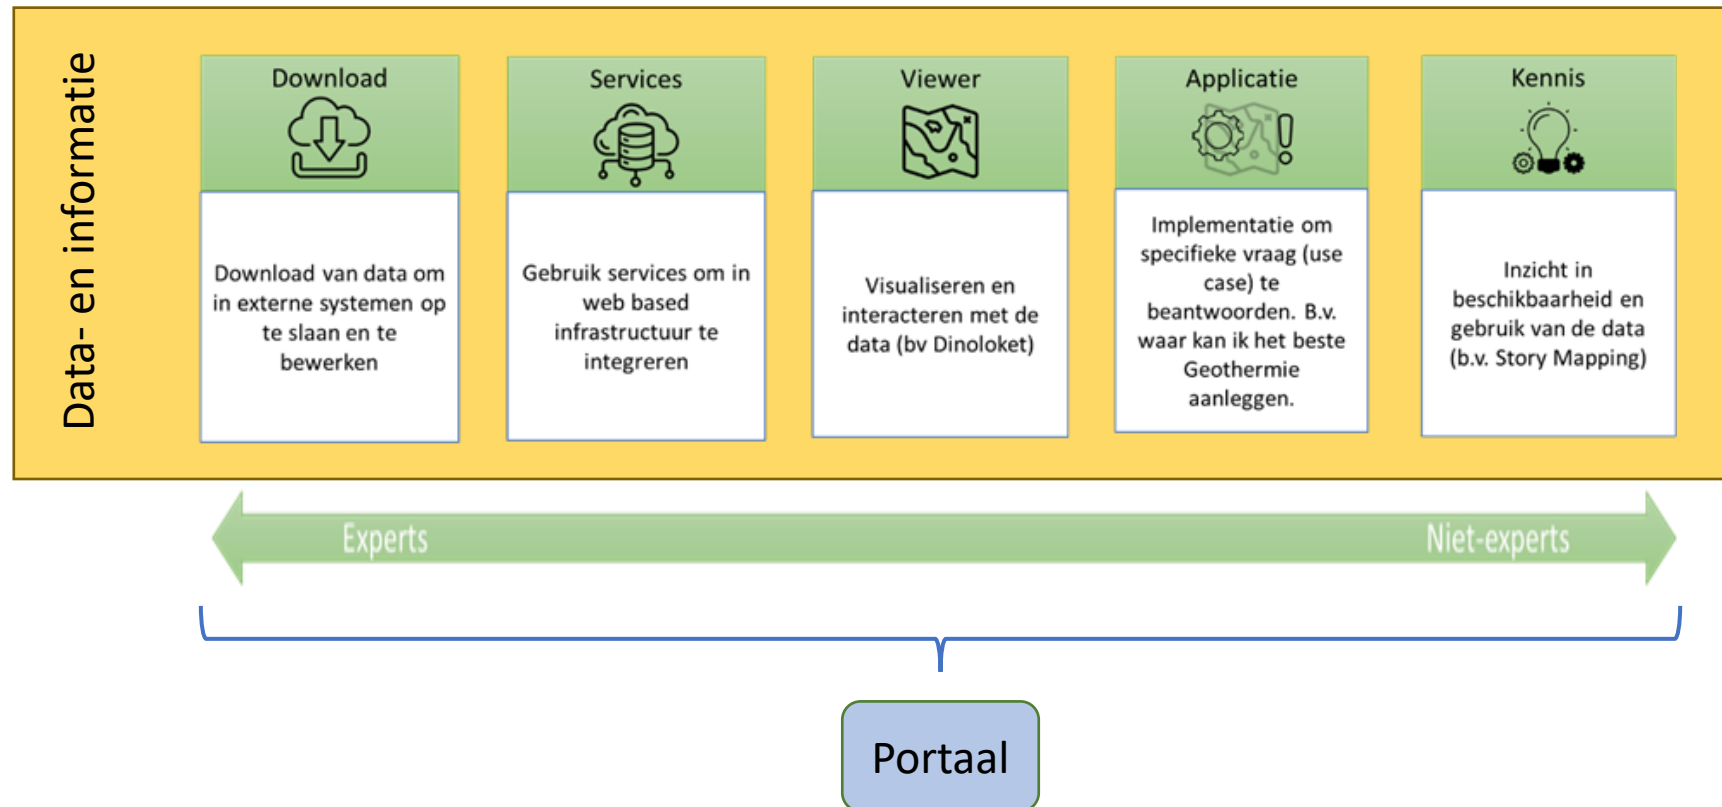 Data- en informatie
Download
Download van data om
in externe systemen op
te slaan en te
bewerken
Services
Gebruik services om in
web based
infrastructuur te
integreren
Viewer
Visualiseren en
interacteren met de
data (bv Dinoloket)
Applicatie
Implementatie om
specifieke vraag (use
case) te
beantwoorden. B.v.
waar kan ik het beste
Geothermie
aanleggen.
Kennis
Inzicht in
beschikbaarheid en
gebruik van de data
(b.v. Story Mapping)
Experts
Niet-experts
Portaal